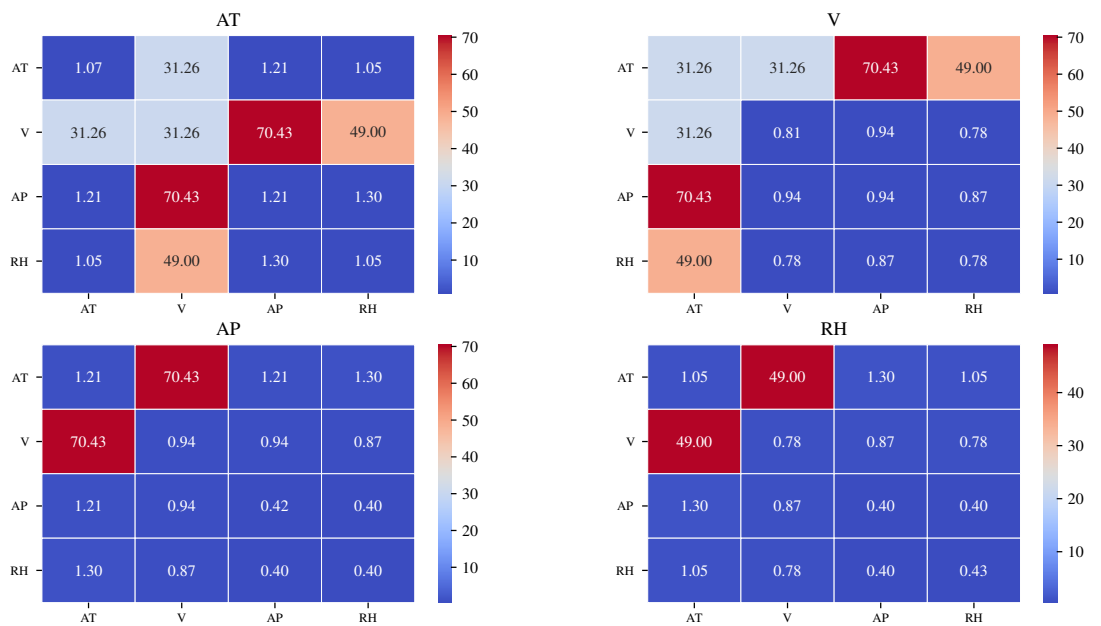 AT
AT 1.07 31.26 1.21 1.05
V 31.26 31.26 70.43 49.00
AP 1.21 70.43 1.21 1.30
RH 1.05 49.00 1.30 1.05
AT V AP RH
70
60
50
40
30
20
10
V
AT 31.26 31.26 70.43 49.00
V 31.26 0.81 0.94 0.78
AP 70.43 0.94 0.94 0.87
RH 49.00 0.78 0.87 0.78
AT V AP RH
70
60
50
40
30
20
10
AP
AT 1.21 70.43 1.21 1.30
V 70.43 0.94 0.94 0.87
AP 1.21 0.94 0.42 0.40
RH 1.30 0.87 0.40 0.40
AT V AP RH
70
60
50
40
30
20
10
RH
AT 1.05 49.00 1.30 1.05
V 49.00 0.78 0.87 0.78
AP 1.30 0.87 0.40 0.40
RH 1.05 0.78 0.40 0.43
AT V AP RH
40
30
20
10